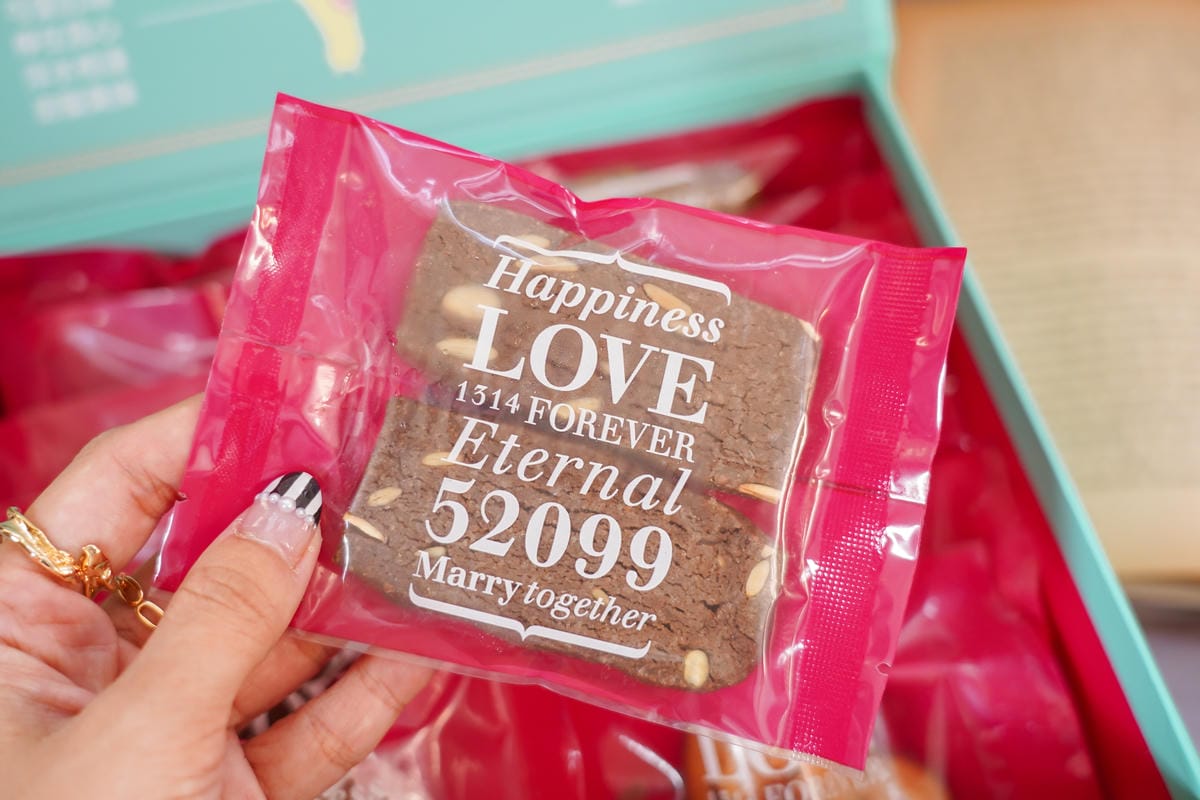 Happiness
LOVE
1314 FOREVER
Eternal
52099
Marry together